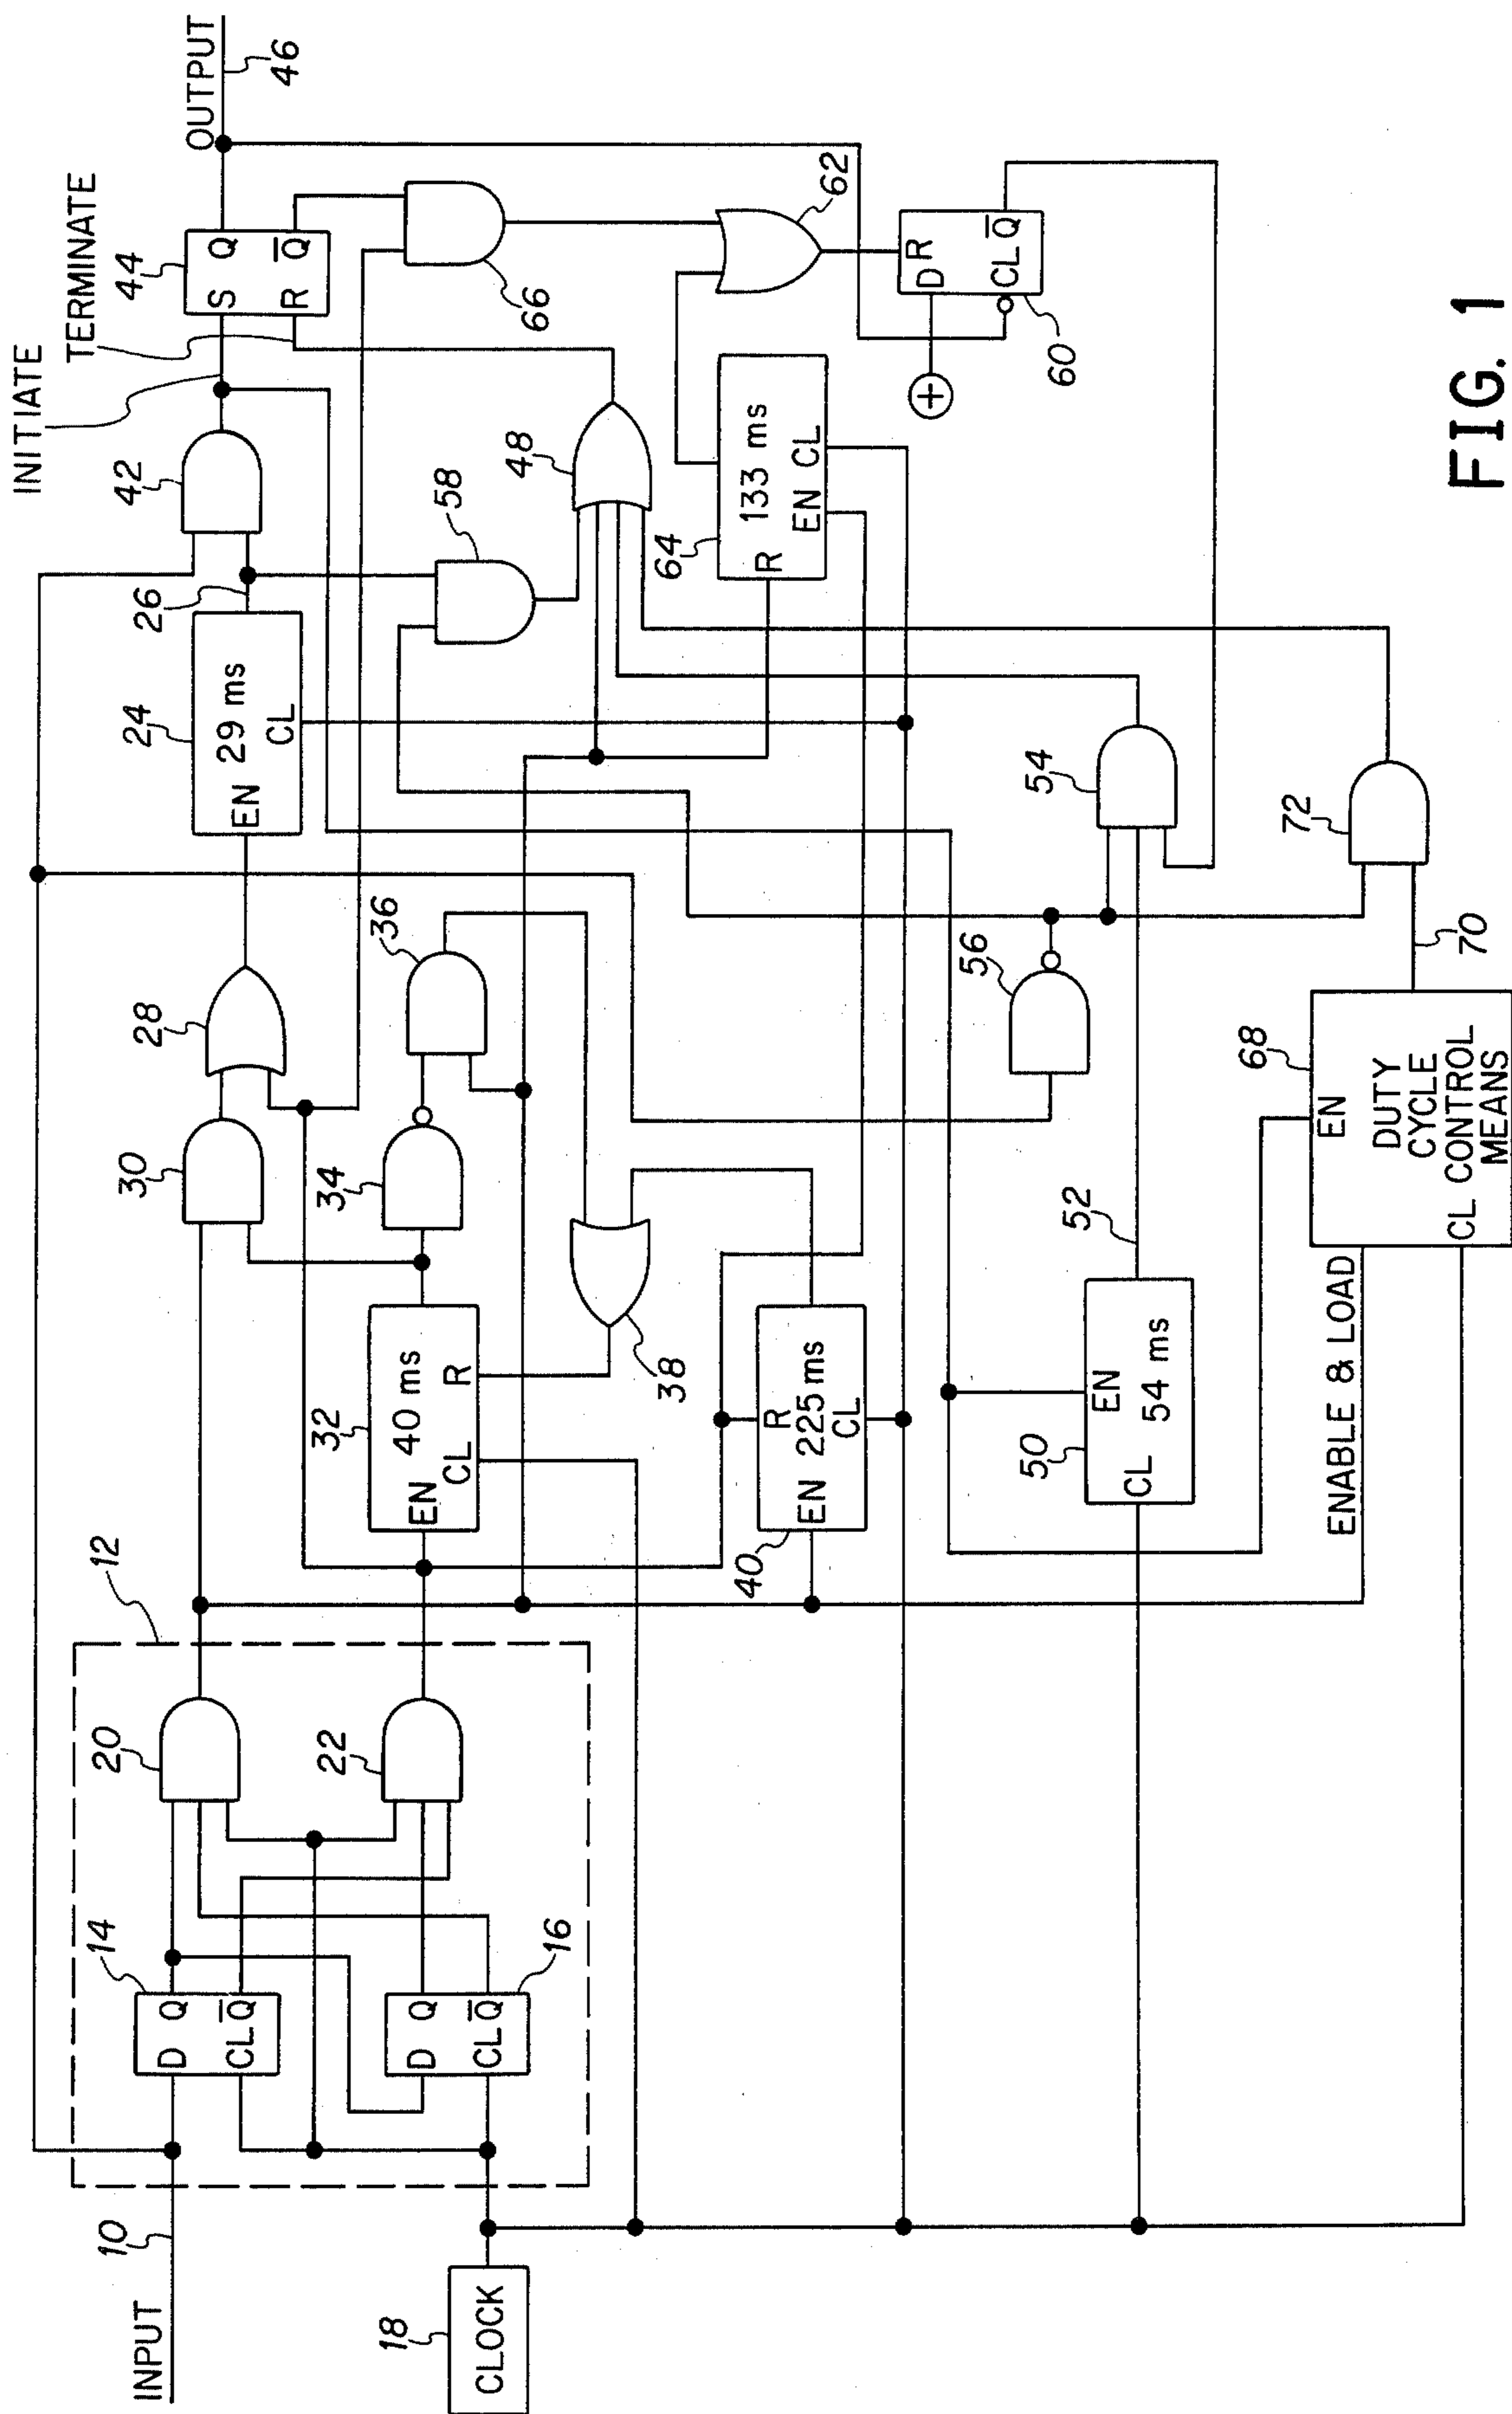 INPUT
10
12
14
D Q
CL Q̅
16
D Q
CL Q̅
18
CLOCK
20
22
24
EN 29 ms
CL
26
28
30
32
EN 40 ms
CL R
34
36
38
40
R
EN 225 ms
CL
42
INITIATE
TERMINATE
44
S Q
R Q̅
OUTPUT
46
48
50
EN
CL 54 ms
52
54
56
58
60
D R
CL Q̅
+
62
64
R 133 ms
EN CL
66
68
EN
DUTY
CYCLE
CL CONTROL
MEANS
ENABLE & LOAD
70
72
FIG. 1